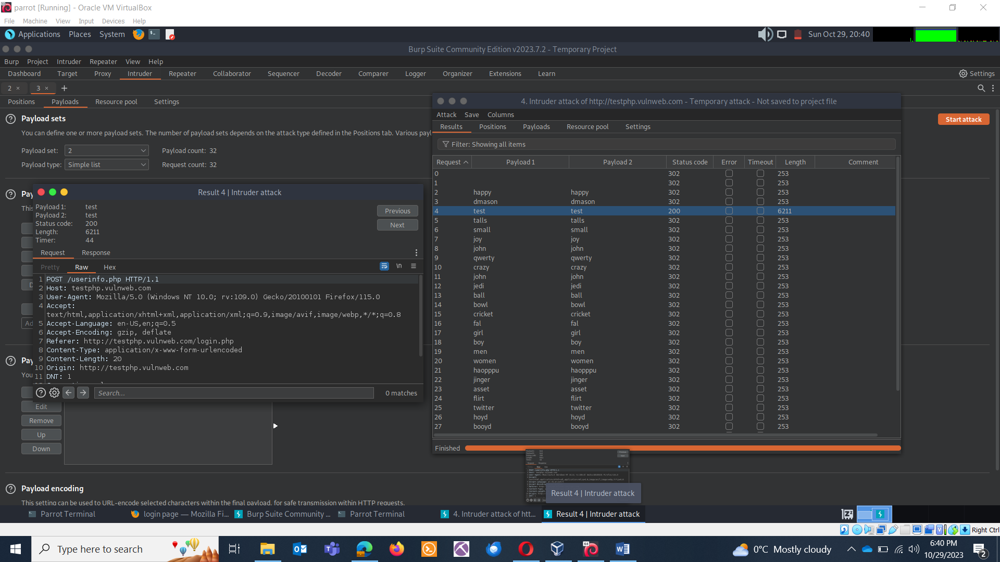 parrot [Running] - Oracle VM VirtualBox
File Machine View Input Devices Help
Applications Places System
Sun Oct 29, 20:40
Burp Suite Community Edition v2023.7.2 - Temporary Project
Burp Project Intruder Repeater View Help
Dashboard Target Proxy Intruder Repeater Collaborator Sequencer Decoder Comparer Logger Organizer Extensions Learn Settings
2 × 3 × +
Positions Payloads Resource pool Settings
Payload sets
Start attack
You can define one or more payload sets. The number of payload sets depends on the attack type defined in the Positions tab. Various payl
Payload set: 2 Payload count: 32
Payload type: Simple list Request count: 32
Pay
This
D
Ad
Pay
You
Edit
Remove
Up
Down
Payload encoding
This setting can be used to URL-encode selected characters within the final payload, for safe transmission within HTTP requests.
Result 4 | Intruder attack
Payload 1: test
Payload 2: test
Status code: 200
Length: 6211
Timer: 44
Previous
Next
Request Response
Pretty Raw Hex \n
1 POST /userinfo.php HTTP/1.1
2 Host: testphp.vulnweb.com
3 User-Agent: Mozilla/5.0 (Windows NT 10.0; rv:109.0) Gecko/20100101 Firefox/115.0
4 Accept:
text/html,application/xhtml+xml,application/xml;q=0.9,image/avif,image/webp,*/*;q=0.8
5 Accept-Language: en-US,en;q=0.5
6 Accept-Encoding: gzip, deflate
7 Referer: http://testphp.vulnweb.com/login.php
8 Content-Type: application/x-www-form-urlencoded
9 Content-Length: 20
10 Origin: http://testphp.vulnweb.com
11 DNT: 1
Search... 0 matches
4. Intruder attack of http://testphp.vulnweb.com - Temporary attack - Not saved to project file
Attack Save Columns
Results Positions Payloads Resource pool Settings
Filter: Showing all items
Request Payload 1 Payload 2 Status code Error Timeout Length Comment
0 302 253
1 302 253
2 happy happy 302 253
3 dmason dmason 302 253
4 test test 200 6211
5 talls talls 302 253
6 small small 302 253
7 joy joy 302 253
8 john john 302 253
9 qwerty qwerty 302 253
10 crazy crazy 302 253
11 john john 302 253
12 jedi jedi 302 253
13 ball ball 302 253
14 bowl bowl 302 253
15 cricket cricket 302 253
16 fal fal 302 253
17 girl girl 302 253
18 boy boy 302 253
19 men men 302 253
20 women women 302 253
21 haopppu haopppu 302 253
22 jinger jinger 302 253
23 asset asset 302 253
24 flirt flirt 302 253
25 twitter twitter 302 253
26 hoyd hoyd 302 253
27 booyd booyd 302 253
Finished
Result 4 | Intruder attack
Parrot Terminal login page — Mozilla Fi... Burp Suite Community ... Parrot Terminal 4. Intruder attack of htt... Result 4 | Intruder attack
Right Ctrl
Type here to search
0°C Mostly cloudy
6:40 PM
10/29/2023
2